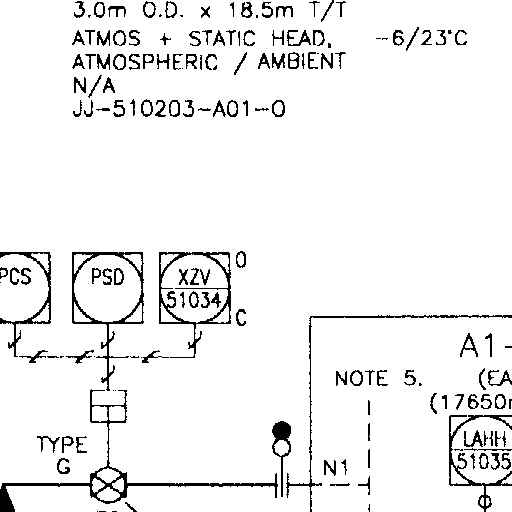 3.0m O.D. x 18.5m T/T
ATMOS + STATIC HEAD, -6/23°C
ATMOSPHERIC / AMBIENT
N/A
JJ-510203-A01-0
PCS
PSD
XZV
51034
O
C
A1-
NOTE 5. (EA
(17650
LAHH
51035
TYPE
G
N1